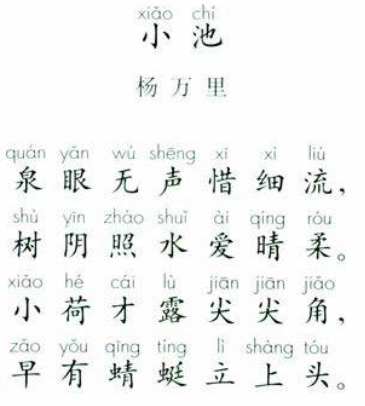 xiǎo chí
小池
杨万里
quán yǎn wú shēng xī xì liú
泉眼无声惜细流，
shù yīn zhào shuǐ ài qíng róu
树阴照水爱晴柔。
xiǎo hé cái lù jiān jiān jiǎo
小荷才露尖尖角，
zǎo yǒu qīng tíng lì shàng tóu
早有蜻蜓立上头。